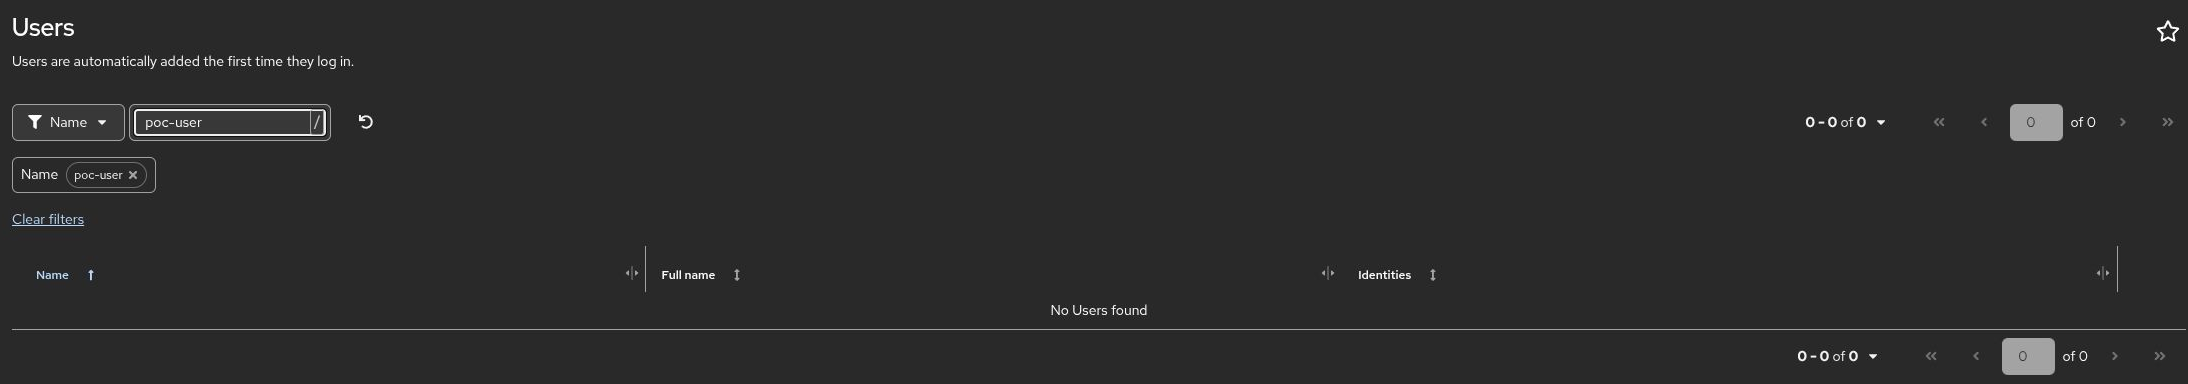 Users
Users are automatically added the first time they log in.
Name poc-user / 0 - 0 of 0 0 of 0
Name poc-user
Clear filters
Name Full name Identities
No Users found
0 - 0 of 0 0 of 0